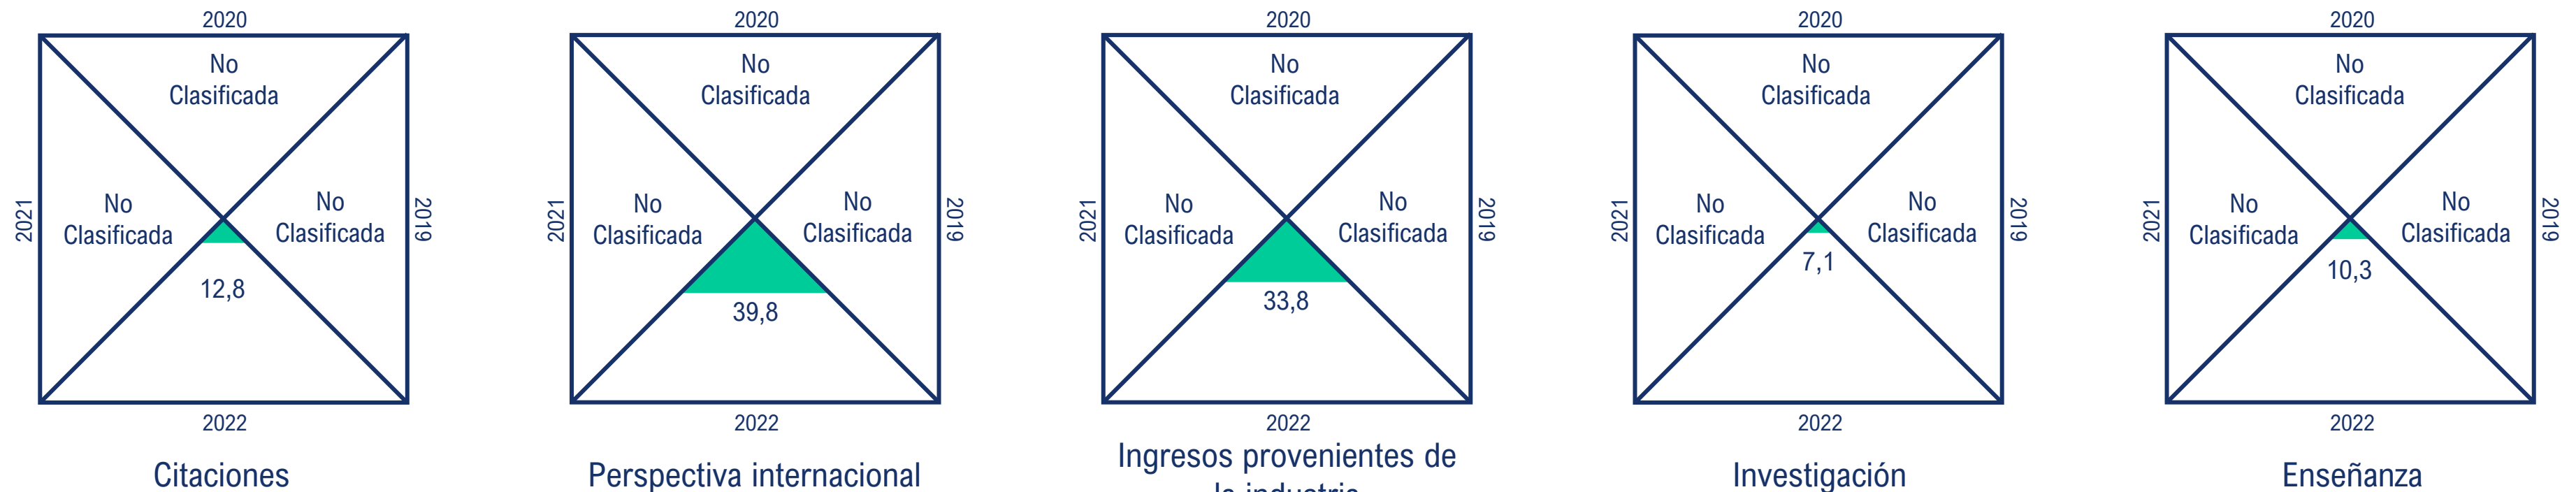 2020
No
Clasificada
2021
No
Clasificada
No
Clasificada
2019
12,8
2022
Citaciones
2020
No
Clasificada
2021
No
Clasificada
No
Clasificada
2019
39,8
2022
Perspectiva internacional
2020
No
Clasificada
2021
No
Clasificada
No
Clasificada
2019
33,8
2022
Ingresos provenientes de
la industria
2020
No
Clasificada
2021
No
Clasificada
No
Clasificada
2019
7,1
2022
Investigación
2020
No
Clasificada
2021
No
Clasificada
No
Clasificada
2019
10,3
2022
Enseñanza